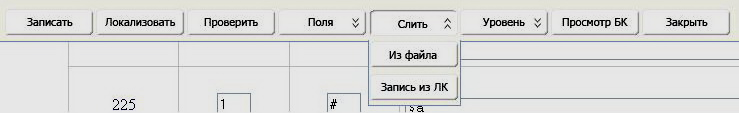 Записать Локализовать Проверить Поля Слить Уровень Просмотр БК Закрыть
Из файла
Запись из ЛК
225 1 # $a